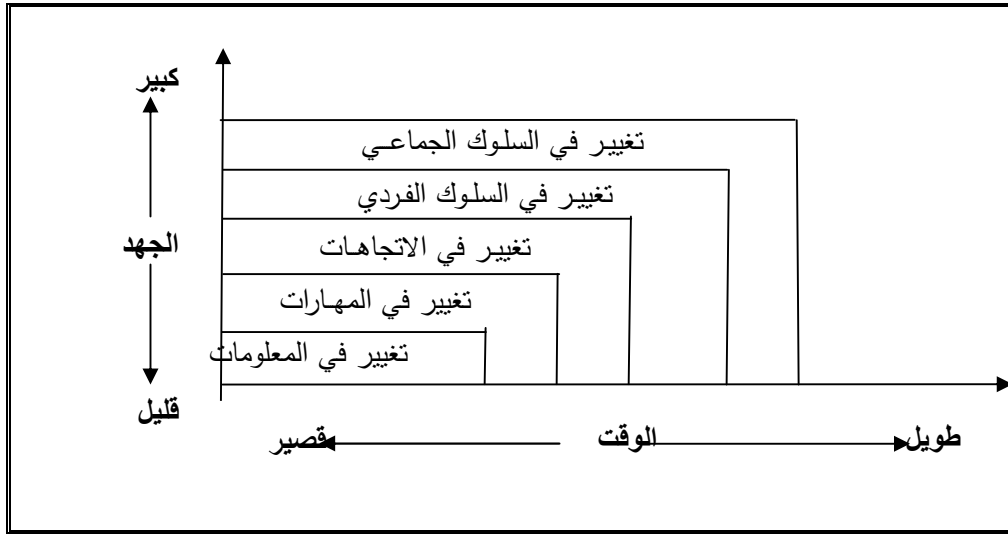 كبير
تغيير في السلوك الجماعي
تغيير في السلوك الفردي
الجهد
تغيير في الاتجاهات
تغيير في المهارات
تغيير في المعلومات
قليل
طويل
الوقت
قصير